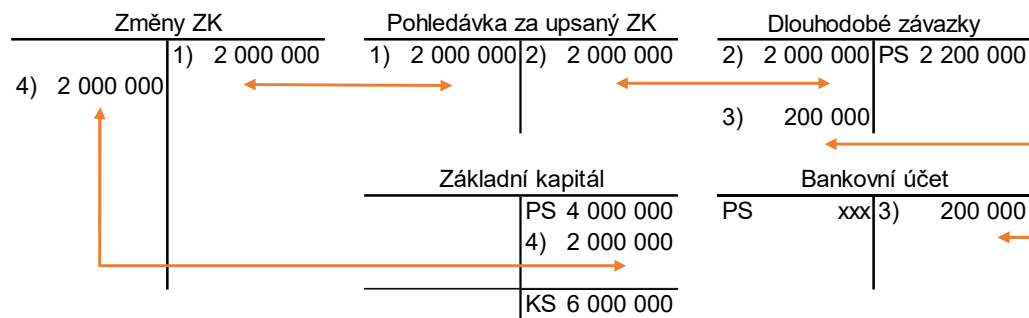 Změny ZK Pohledávka za upsaný ZK Dlouhodobé závazky
1) 2 000 000 1) 2 000 000 2) 2 000 000 2) 2 000 000 PS 2 200 000
4) 2 000 000
3) 200 000
Základní kapitál Bankovní účet
PS 4 000 000 PS xxx 3) 200 000
4) 2 000 000
KS 6 000 000